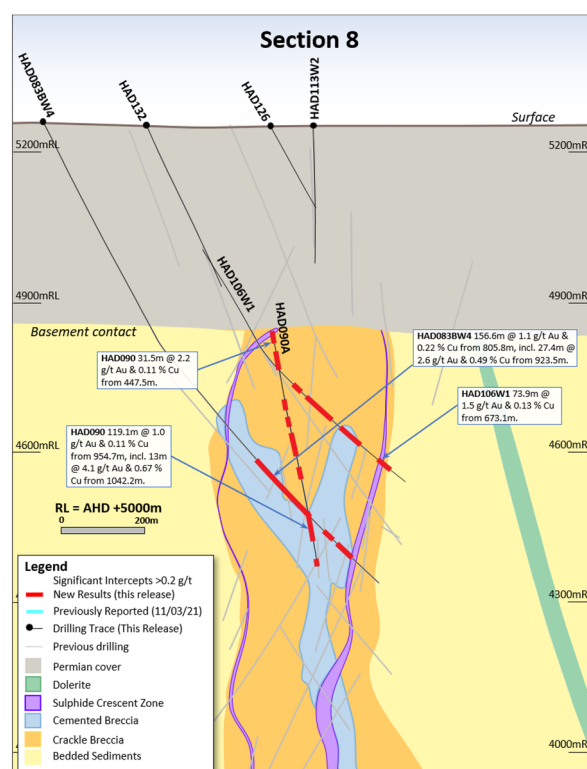 Section 8
HAD083BW4
HAD132
HAD126
HAD113W2
Surface
5200mRL
5200mRL
HAD106W1
HAD090A
4900mRL
4900mRL
Basement contact
HAD083BW4 156.6m @ 1.1 g/t Au &
0.22 % Cu from 805.8m, incl. 27.4m @
2.6 g/t Au & 0.49 % Cu from 923.5m.
HAD090 31.5m @ 2.2
g/t Au & 0.11 % Cu
from 447.5m.
HAD106W1 73.9m @
1.5 g/t Au & 0.13 % Cu
from 673.1m.
HAD090 119.1m @ 1.0
g/t Au & 0.11 % Cu
from 954.7m, incl. 13m
@ 4.1 g/t Au & 0.67 %
Cu from 1042.2m.
4600mRL
4600mRL
RL = AHD +5000m
0 200m
Legend
Significant Intercepts >0.2 g/t
New Results (this release)
Previously Reported (11/03/21)
Drilling Trace (This Release)
Previous drilling
Permian cover
Dolerite
Sulphide Crescent Zone
Cemented Breccia
Crackle Breccia
Bedded Sediments
4300mRL
4000mRL